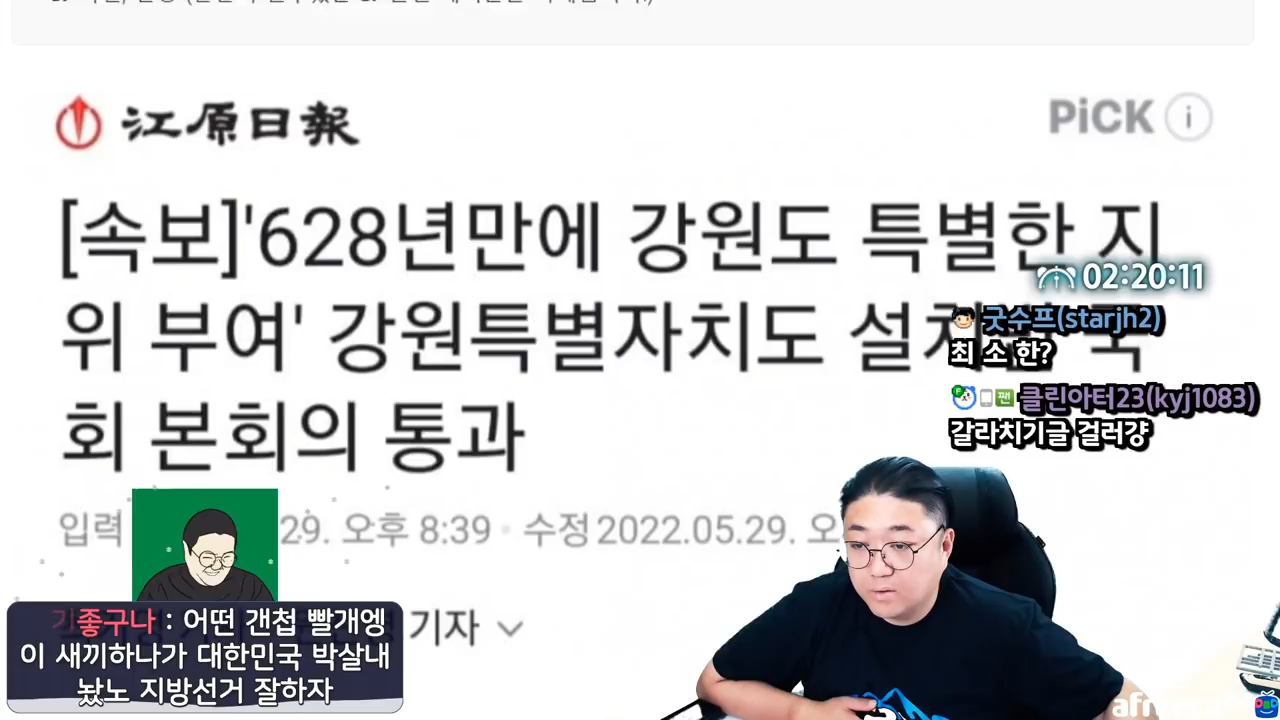 江原日報
PiCK i
[속보]'628년만에 강원도 특별한 지
위 부여' 강원특별자치도 설치 국
회 본회의 통과
입력 29. 오후 8:39 · 수정 2022.05.29. 오
기자
02:20:11
굿수프(starjh2)
최 소 한?
F 팬 클린아터23(kyj1083)
갈라치기글 걸러걍
좋구나 : 어떤 갠첩 빨개엥
이 새끼하나가 대한민국 박살내
놨노 지방선거 잘하자